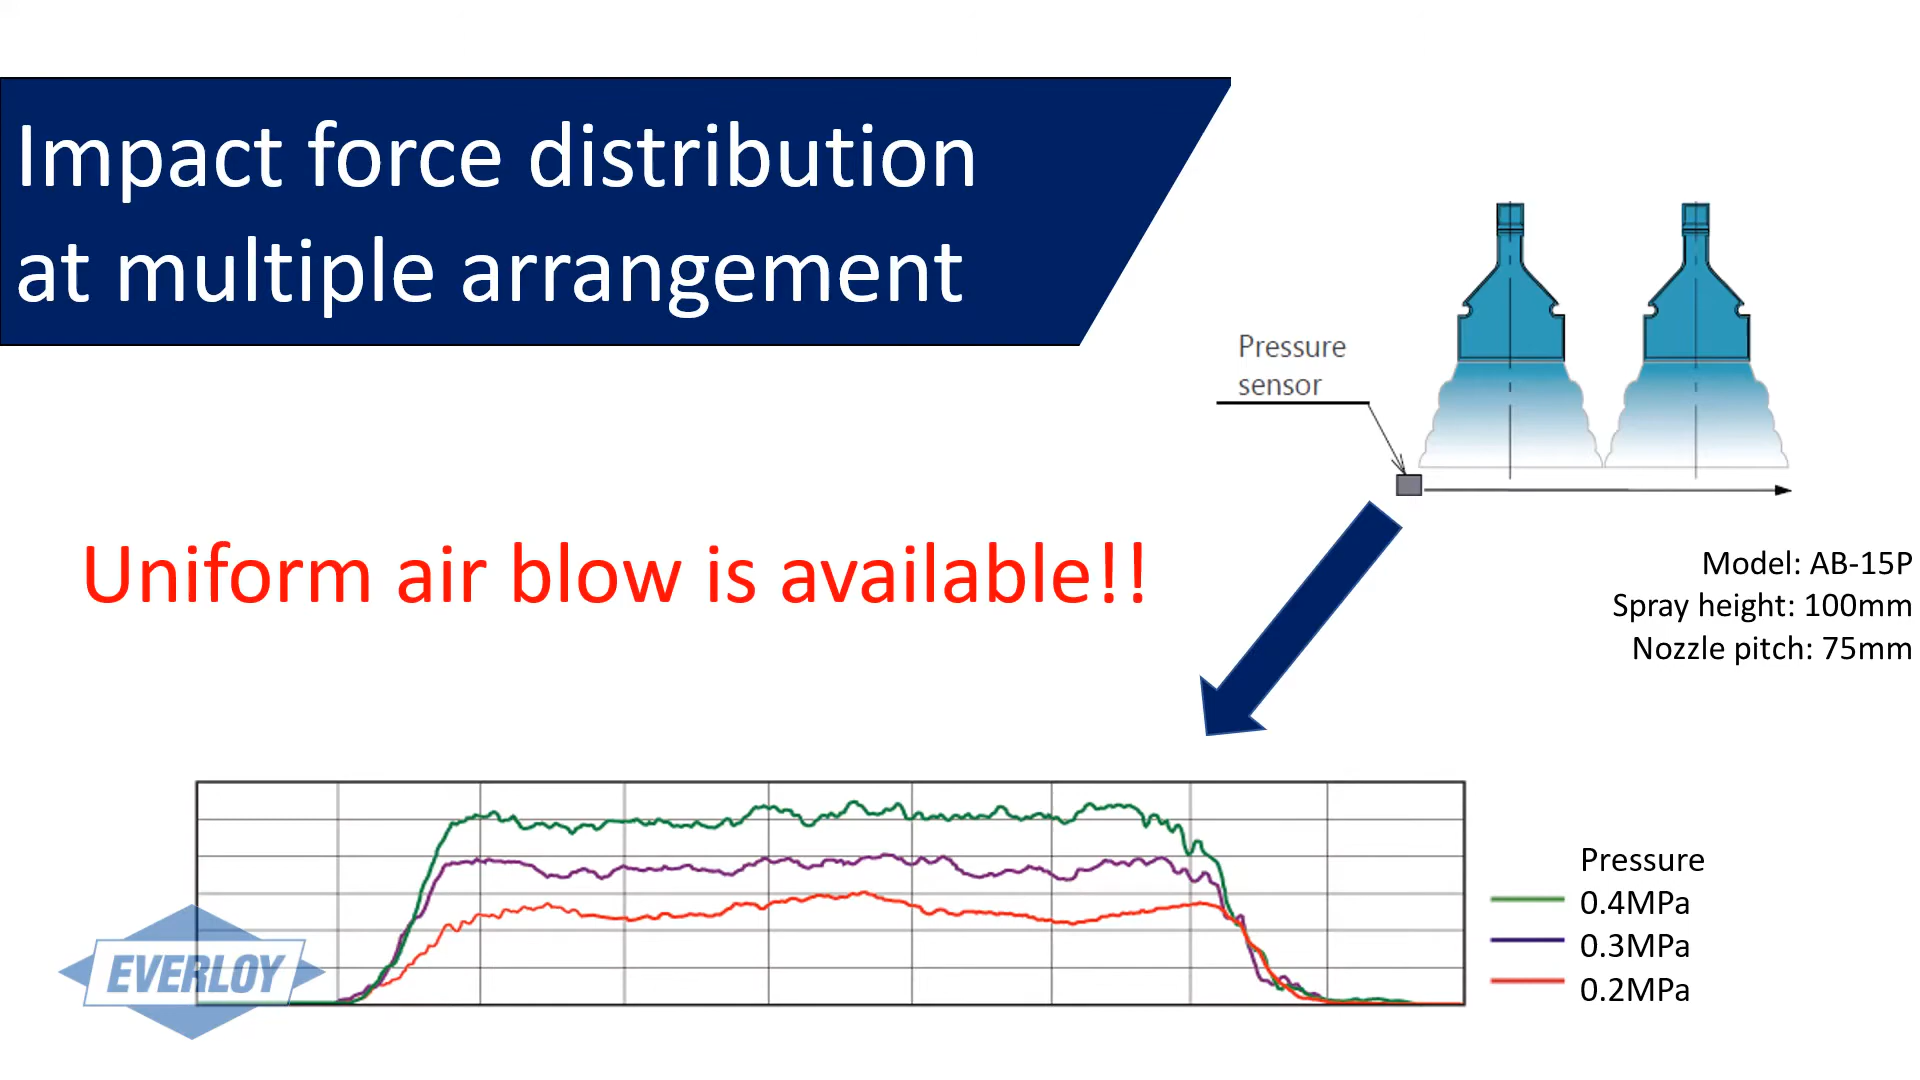 Impact force distribution
at multiple arrangement
Pressure
sensor
Uniform air blow is available!!
Model: AB-15P
Spray height: 100mm
Nozzle pitch: 75mm
Pressure
0.4MPa
0.3MPa
0.2MPa
EVERLOY